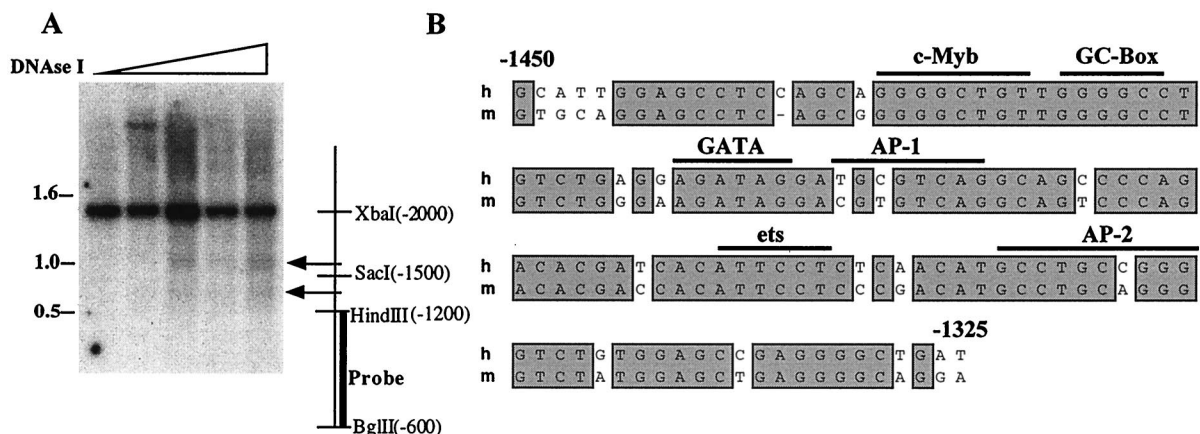 A
B
DNAse I
1.6
1.0
0.5
XbaI(-2000)
SacI(-1500)
HindIII(-1200)
Probe
BglII(-600)
-1450
c-Myb GC-Box
h G C A T T G G A G C C T C C A G C A G G G G C T G T T G G G G C C T
m G T G C A G G A G C C T C - A G C G G G G G C T G T T G G G G C C T
GATA AP-1
h G T C T G A G G A G A T A G G A T G C G T C A G G C A G C C C C A G
m G T C T G G G A A G A T A G G A C G T G T C A G G C A G T C C C A G
ets AP-2
h A C A C G A T C A C A T T C C T C T C A A C A T G C C T G C C G G G
m A C A C G A C C A C A T T C C T C C C G A C A T G C C T G C A G G G
-1325
h G T C T G T G G A G C C G A G G G G C T G A T
m G T C T A T G G A G C T G A G G G G C A G G A